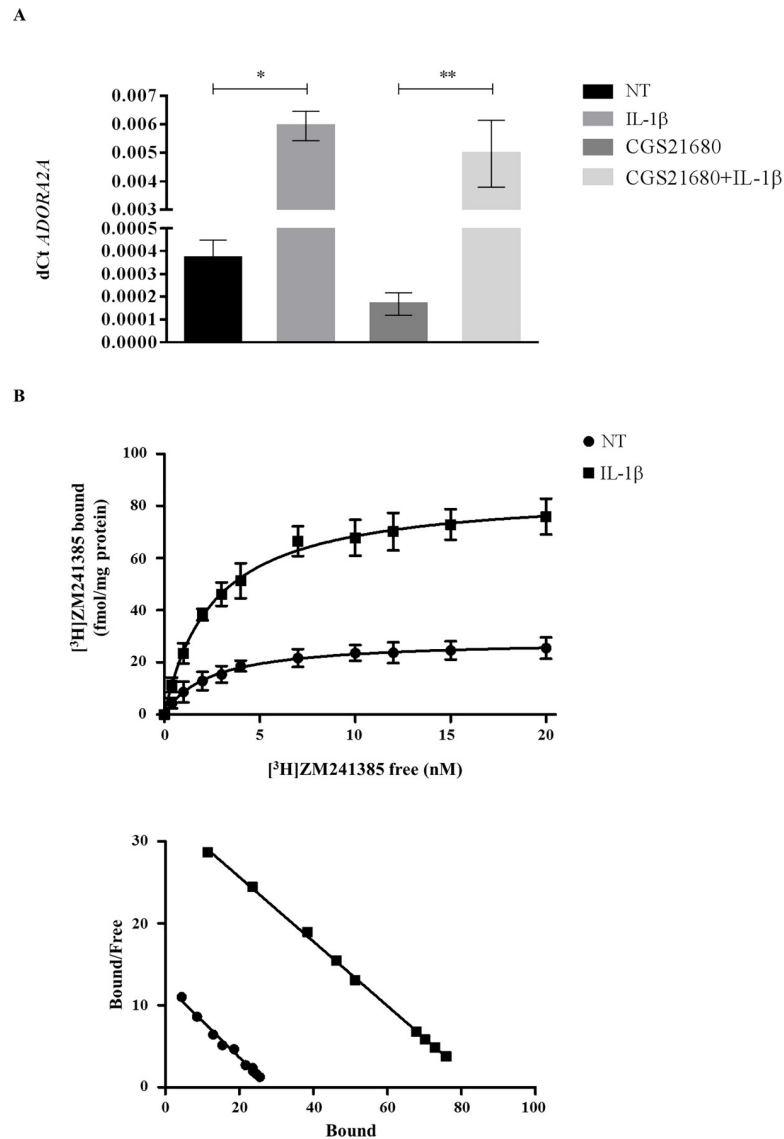 A
* **
0.007
0.006
0.005
0.004
0.003
0.0005
0.0004
0.0003
0.0002
0.0001
0.0000
dCt ADORA2A
NT
IL-1β
CGS21680
CGS21680+IL-1β
B
100
80
60
40
20
0
[³H]ZM241385 bound
(fmol/mg protein)
0 5 10 15 20
[³H]ZM241385 free (nM)
NT
IL-1β
30
20
10
0
Bound/Free
0 20 40 60 80 100
Bound